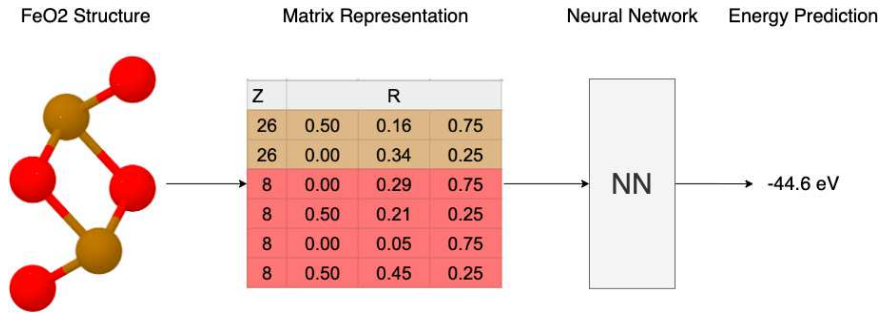 FeO2 Structure Matrix Representation Neural Network Energy Prediction
Z R
26 0.50 0.16 0.75
26 0.00 0.34 0.25
8 0.00 0.29 0.75
8 0.50 0.21 0.25
8 0.00 0.05 0.75
8 0.50 0.45 0.25
NN
-44.6 eV